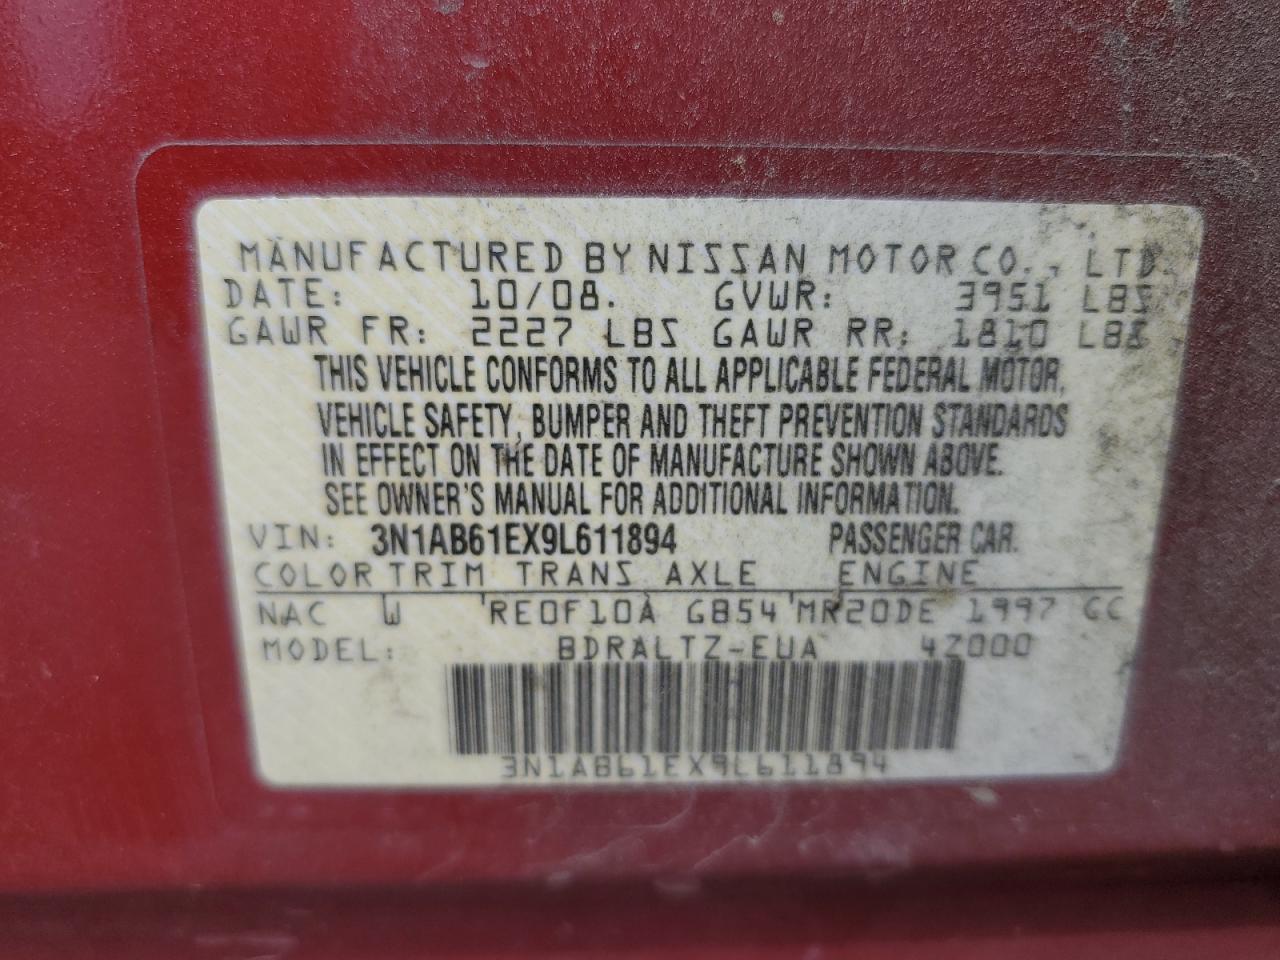 MANUFACTURED BY NISSAN MOTOR CO., LTD.
DATE: 10/08. GVWR: 3951 LBS
GAWR FR: 2227 LBS GAWR RR: 1810 LBS
THIS VEHICLE CONFORMS TO ALL APPLICABLE FEDERAL MOTOR,
VEHICLE SAFETY, BUMPER AND THEFT PREVENTION STANDARDS
IN EFFECT ON THE DATE OF MANUFACTURE SHOWN ABOVE.
SEE OWNER'S MANUAL FOR ADDITIONAL INFORMATION.
VIN: 3N1AB61EX9L611894 PASSENGER CAR.
COLOR TRIM TRANS AXLE ENGINE
NAC W RE0F10A GB54 MR20DE 1997 CC
MODEL: BDRALTZ-EUA 4Z000
3N1AB61EX9L611894